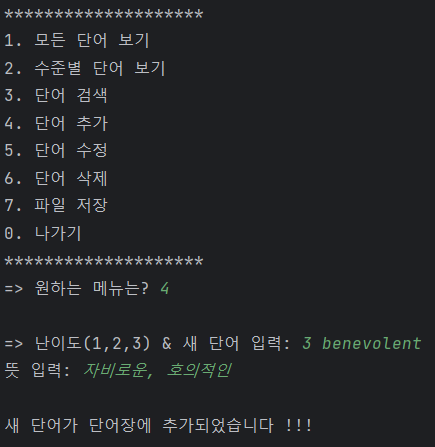 ********************
1. 모든 단어 보기
2. 수준별 단어 보기
3. 단어 검색
4. 단어 추가
5. 단어 수정
6. 단어 삭제
7. 파일 저장
0. 나가기
********************
=> 원하는 메뉴는? 4
=> 난이도(1,2,3) & 새 단어 입력: 3 benevolent
뜻 입력: 자비로운, 호의적인
새 단어가 단어장에 추가되었습니다 !!!